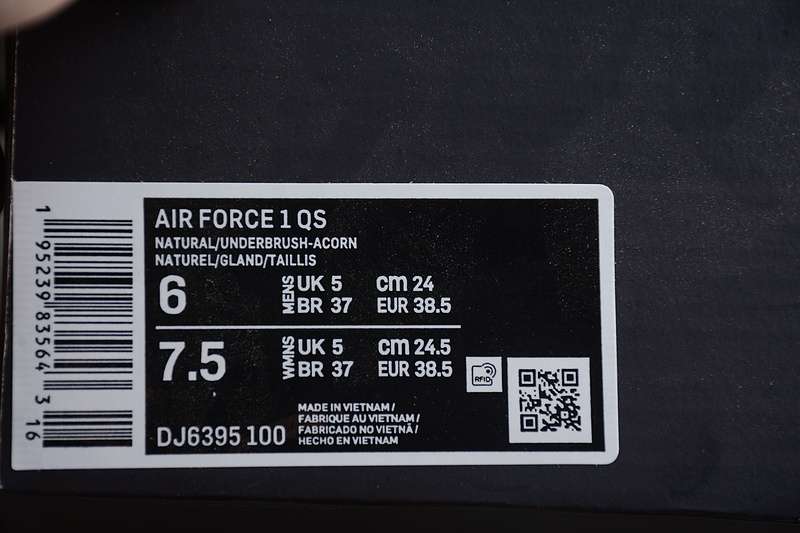 AIR FORCE 1 QS
NATURAL/UNDERBRUSH-ACORN
NATUREL/GLAND/TAILLIS
6 MENS UK 5 cm 24
BR 37 EUR 38.5
7.5 WMNS UK 5 cm 24.5
BR 37 EUR 38.5
RFID
MADE IN VIETNAM /
FABRIQUE AU VIETNAM /
FABRICADO NO VIETNÃ /
HECHO EN VIETNAM
DJ6395 100
1 95239 83564 3 16